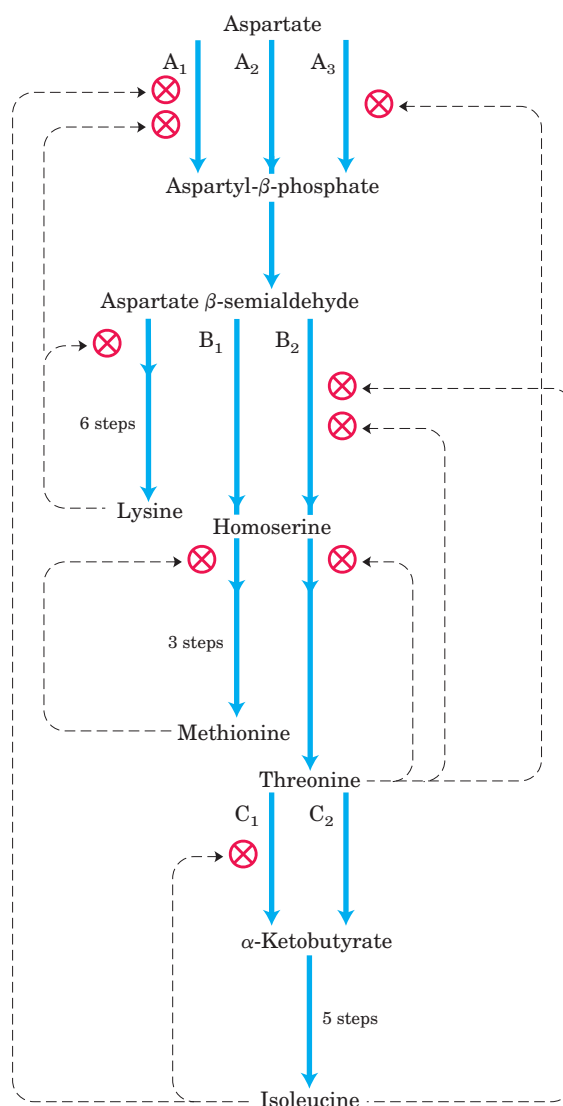 Aspartate
A₁ A₂ A₃
Aspartyl-β-phosphate
Aspartate β-semialdehyde
B₁ B₂
6 steps
Lysine
Homoserine
3 steps
Methionine
Threonine
C₁ C₂
α-Ketobutyrate
5 steps
Isoleucine